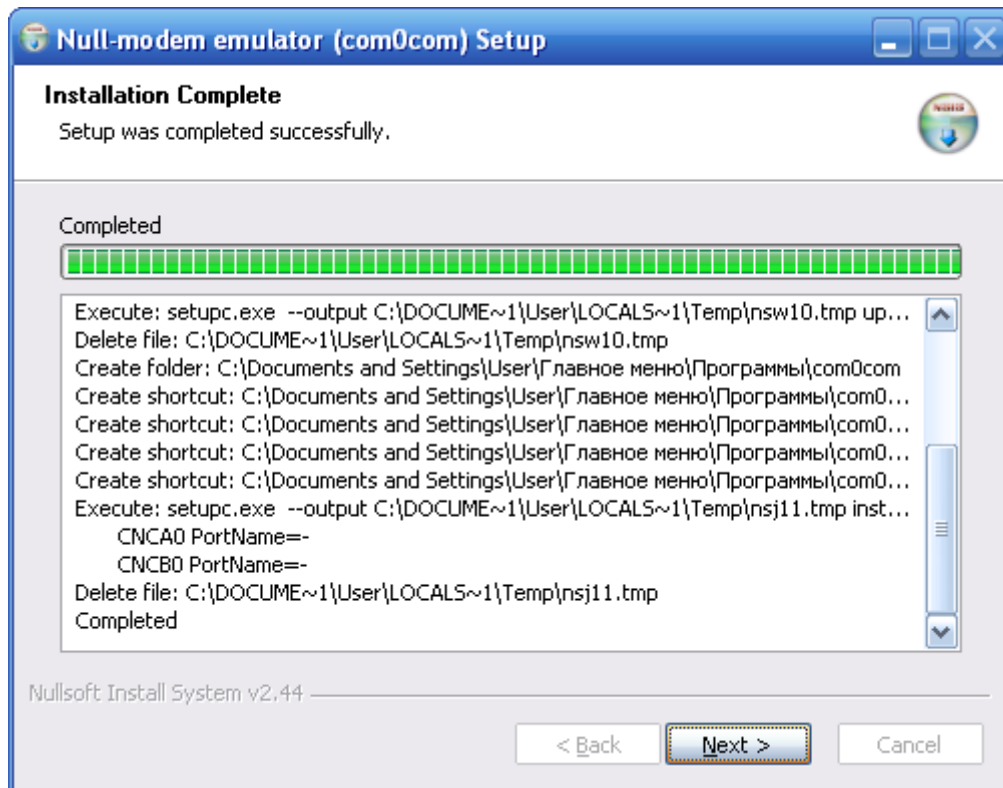 Null-modem emulator (com0com) Setup
Installation Complete
Setup was completed successfully.
Completed
Execute: setupc.exe --output C:\DOCUME~1\User\LOCALS~1\Temp\nsw10.tmp up...
Delete file: C:\DOCUME~1\User\LOCALS~1\Temp\nsw10.tmp
Create folder: C:\Documents and Settings\User\Главное меню\Программы\com0com
Create shortcut: C:\Documents and Settings\User\Главное меню\Программы\com0...
Create shortcut: C:\Documents and Settings\User\Главное меню\Программы\com0...
Create shortcut: C:\Documents and Settings\User\Главное меню\Программы\com0...
Create shortcut: C:\Documents and Settings\User\Главное меню\Программы\com0...
Execute: setupc.exe --output C:\DOCUME~1\User\LOCALS~1\Temp\nsj11.tmp inst...
CNCA0 PortName=-
CNCB0 PortName=-
Delete file: C:\DOCUME~1\User\LOCALS~1\Temp\nsj11.tmp
Completed
Nullsoft Install System v2.44
< Back Next > Cancel